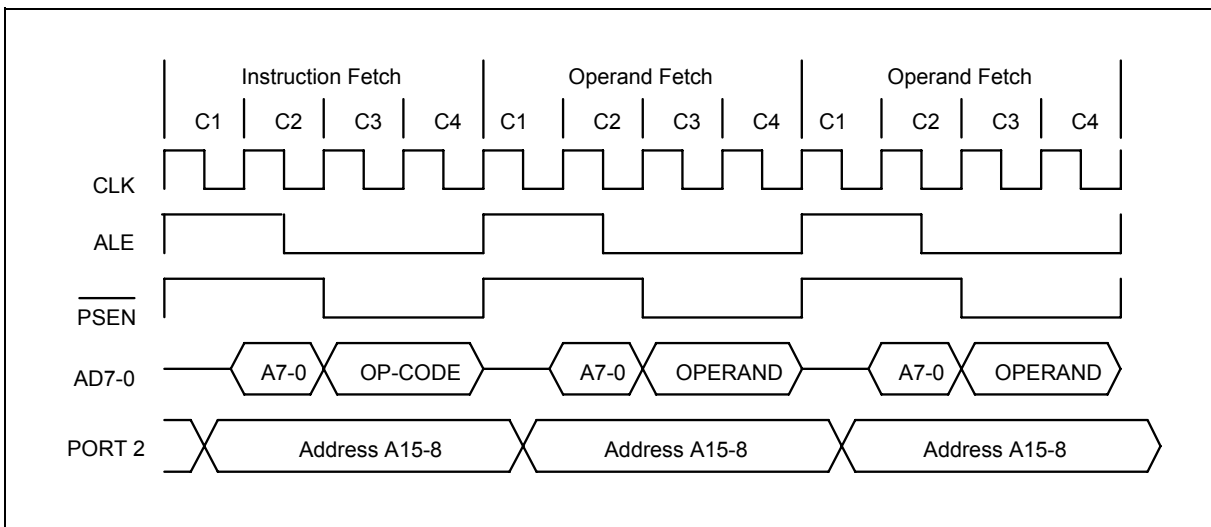 Instruction Fetch Operand Fetch Operand Fetch
C1 C2 C3 C4 C1 C2 C3 C4 C1 C2 C3 C4
CLK
ALE
PSEN
AD7-0 A7-0 OP-CODE A7-0 OPERAND A7-0 OPERAND
PORT 2 Address A15-8 Address A15-8 Address A15-8